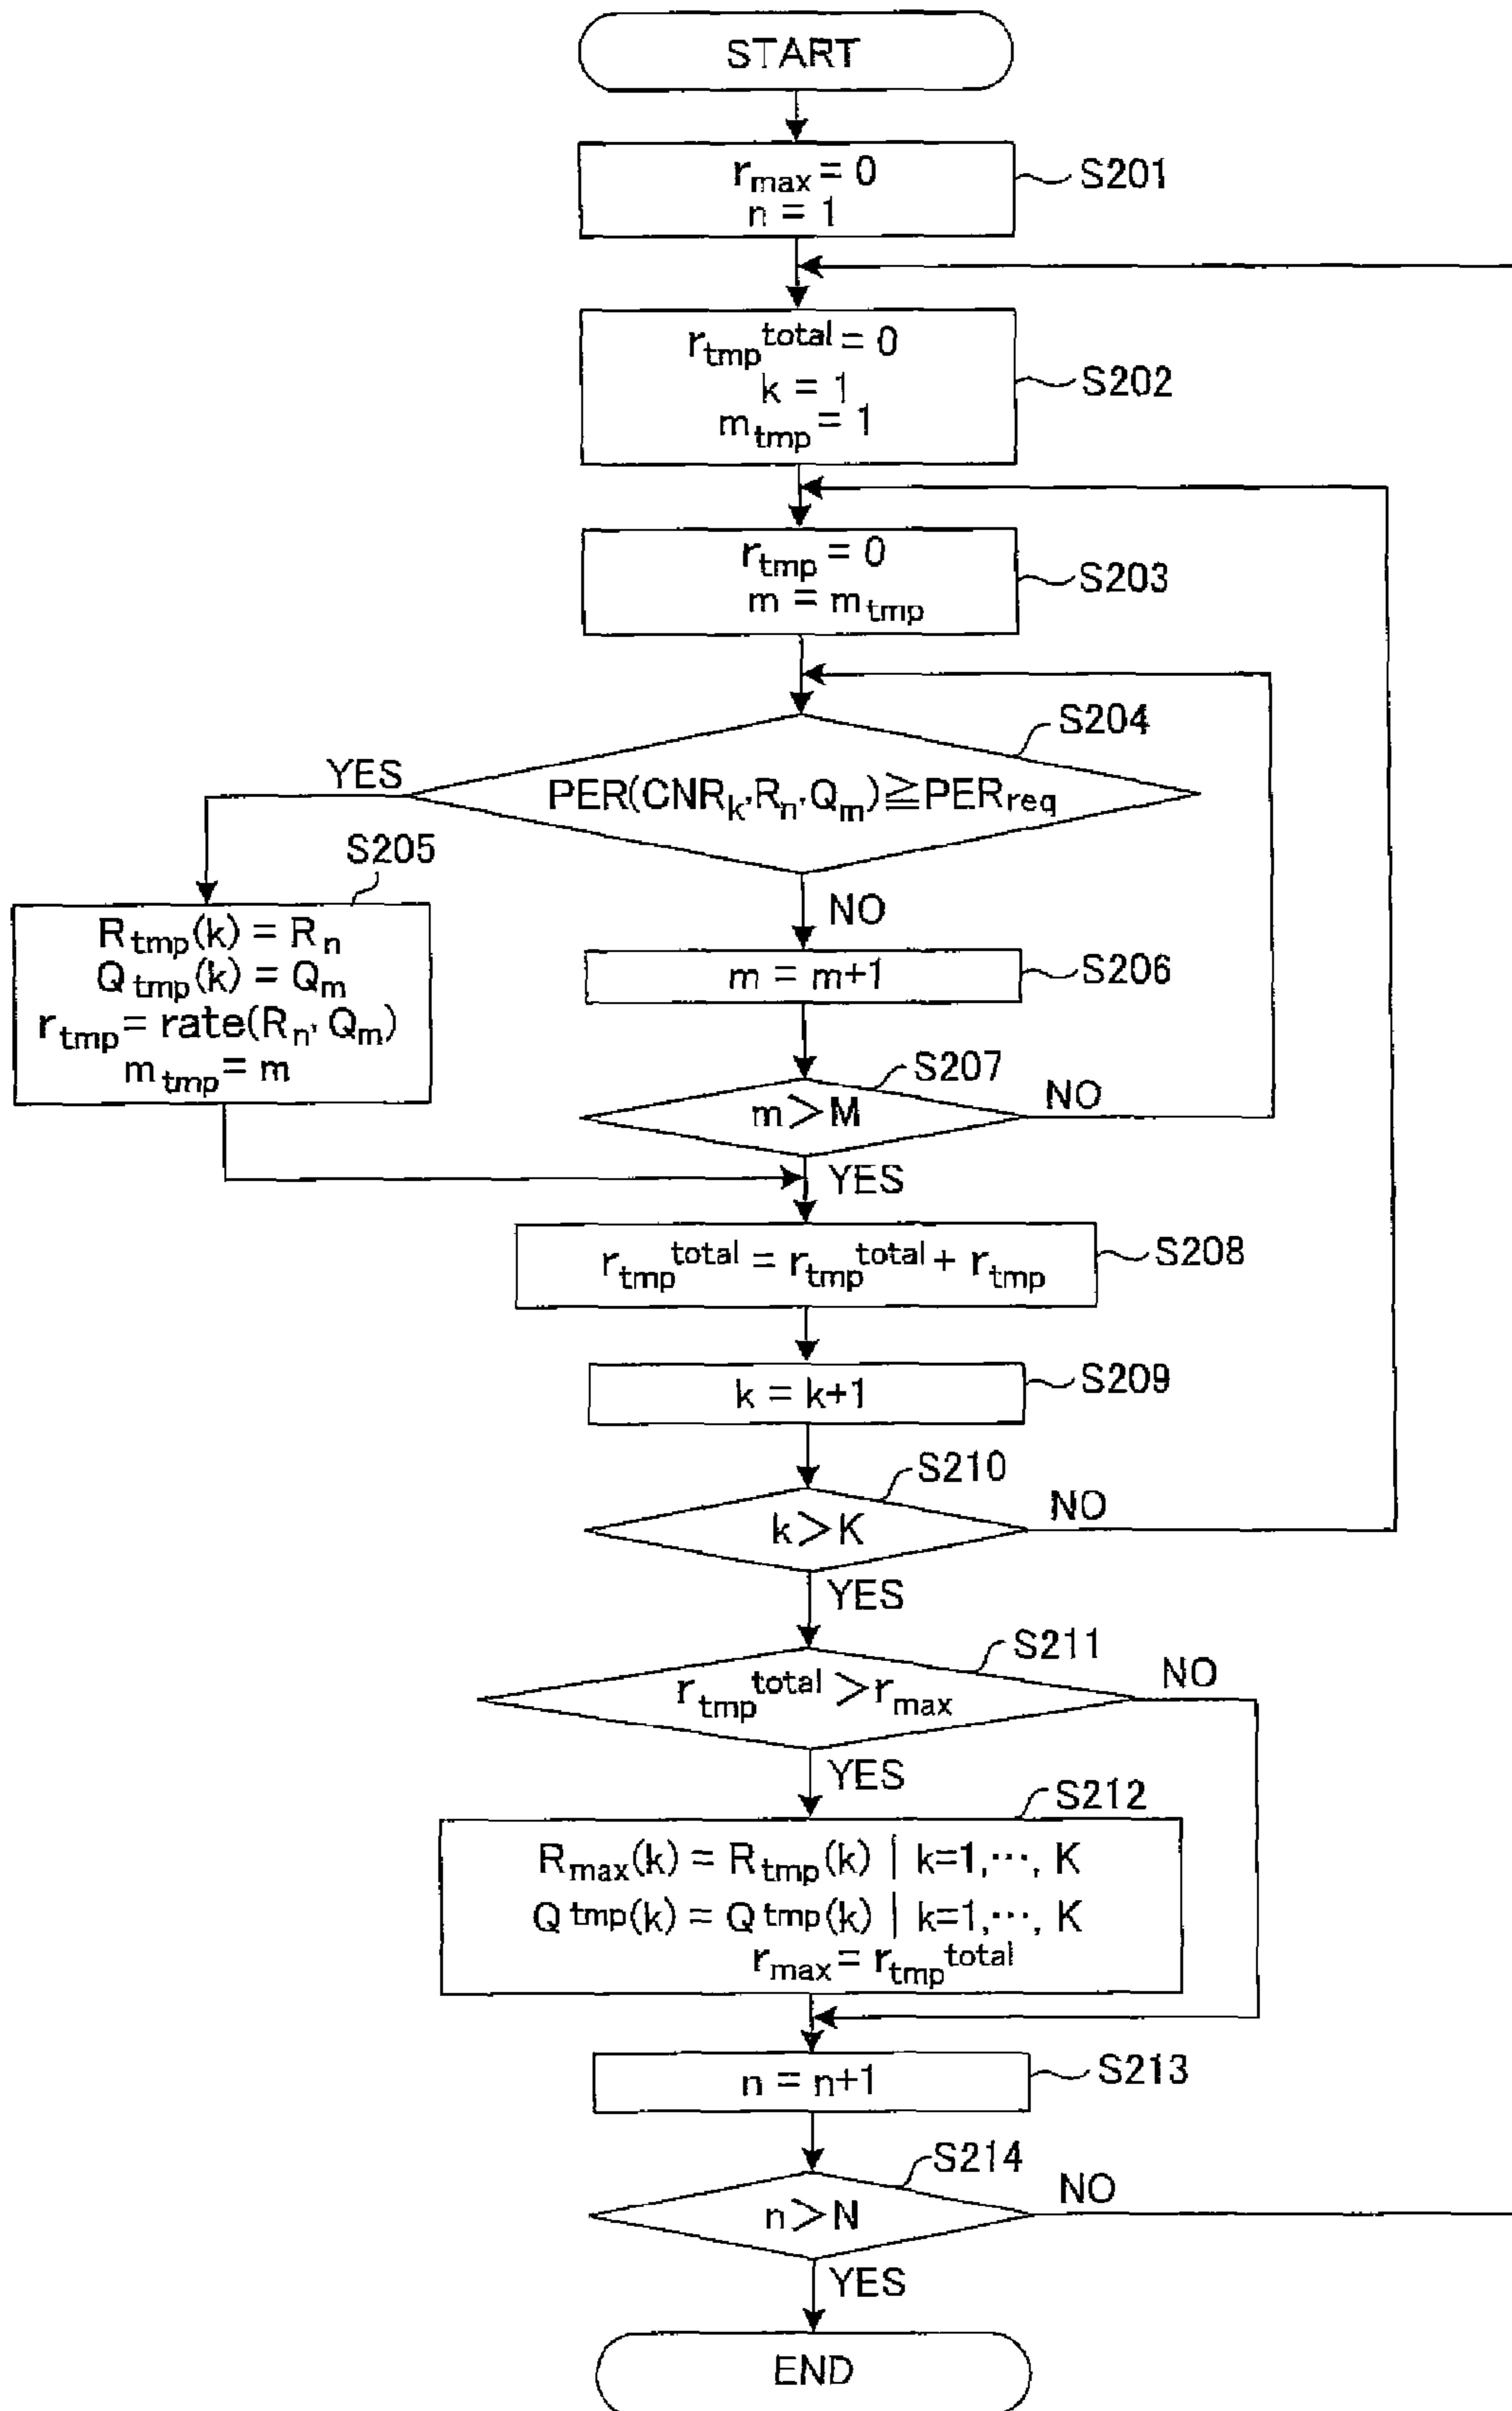 START
r_max = 0
n = 1
S201
r_tmp^total = 0
k = 1
m_tmp = 1
S202
r_tmp = 0
m = m_tmp
S203
S204
YES
PER(CNR_k, R_n, Q_m) ≧ PER_req
S205
NO
R_tmp(k) = R_n
Q_tmp(k) = Q_m
r_tmp = rate(R_n, Q_m)
m_tmp = m
m = m+1
S206
S207
m > M
NO
YES
r_tmp^total = r_tmp^total + r_tmp
S208
k = k+1
S209
S210
k > K
NO
YES
S211
r_tmp^total > r_max
NO
YES
S212
R_max(k) = R_tmp(k) | k=1,⋯, K
Q tmp(k) = Q tmp(k) | k=1,⋯, K
r_max = r_tmp^total
n = n+1
S213
S214
n > N
NO
YES
END